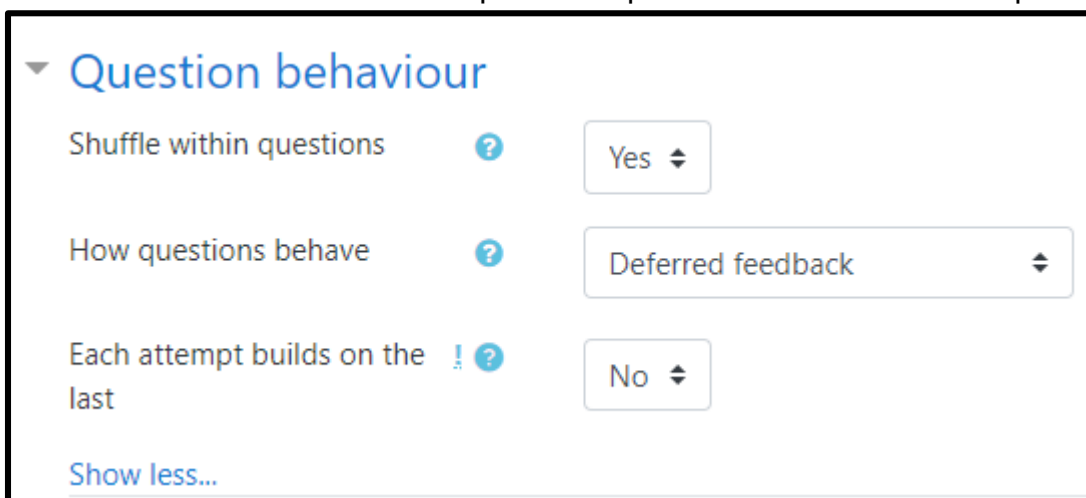 Question behaviour
Shuffle within questions
Yes
How questions behave
Deferred feedback
Each attempt builds on the !
last
No
Show less...